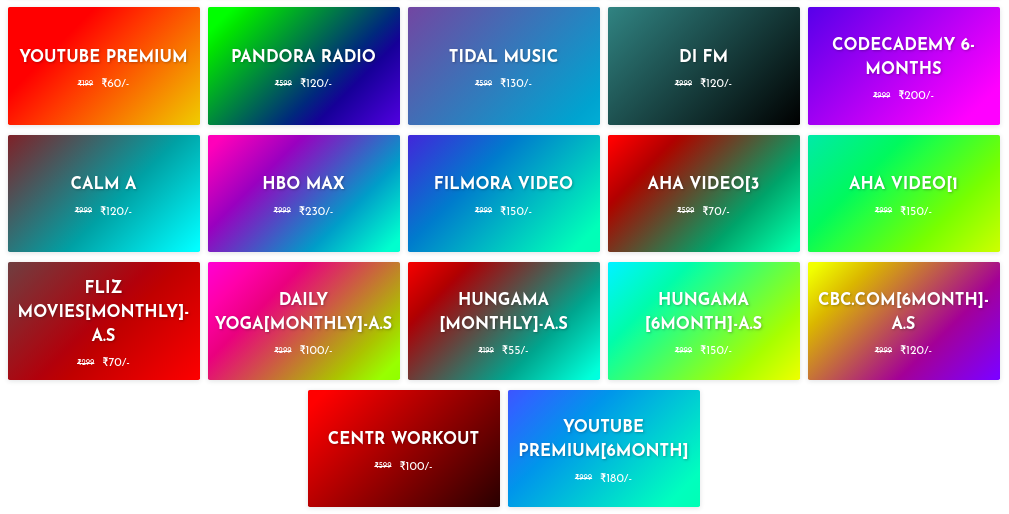 YOUTUBE PREMIUM
₹199 ₹60/-
PANDORA RADIO
₹599 ₹120/-
TIDAL MUSIC
₹599 ₹130/-
DI FM
₹999 ₹120/-
CODECADEMY 6-
MONTHS
₹999 ₹200/-
CALM A
₹999 ₹120/-
HBO MAX
₹999 ₹230/-
FILMORA VIDEO
₹999 ₹150/-
AHA VIDEO[3
₹599 ₹70/-
AHA VIDEO[1
₹999 ₹150/-
FLIZ
MOVIES[MONTHLY]-
A.S
₹299 ₹70/-
DAILY
YOGA[MONTHLY]-A.S
₹299 ₹100/-
HUNGAMA
[MONTHLY]-A.S
₹199 ₹55/-
HUNGAMA
[6MONTH]-A.S
₹999 ₹150/-
CBC.COM[6MONTH]-
A.S
₹999 ₹120/-
CENTR WORKOUT
₹599 ₹100/-
YOUTUBE
PREMIUM[6MONTH]
₹999 ₹180/-